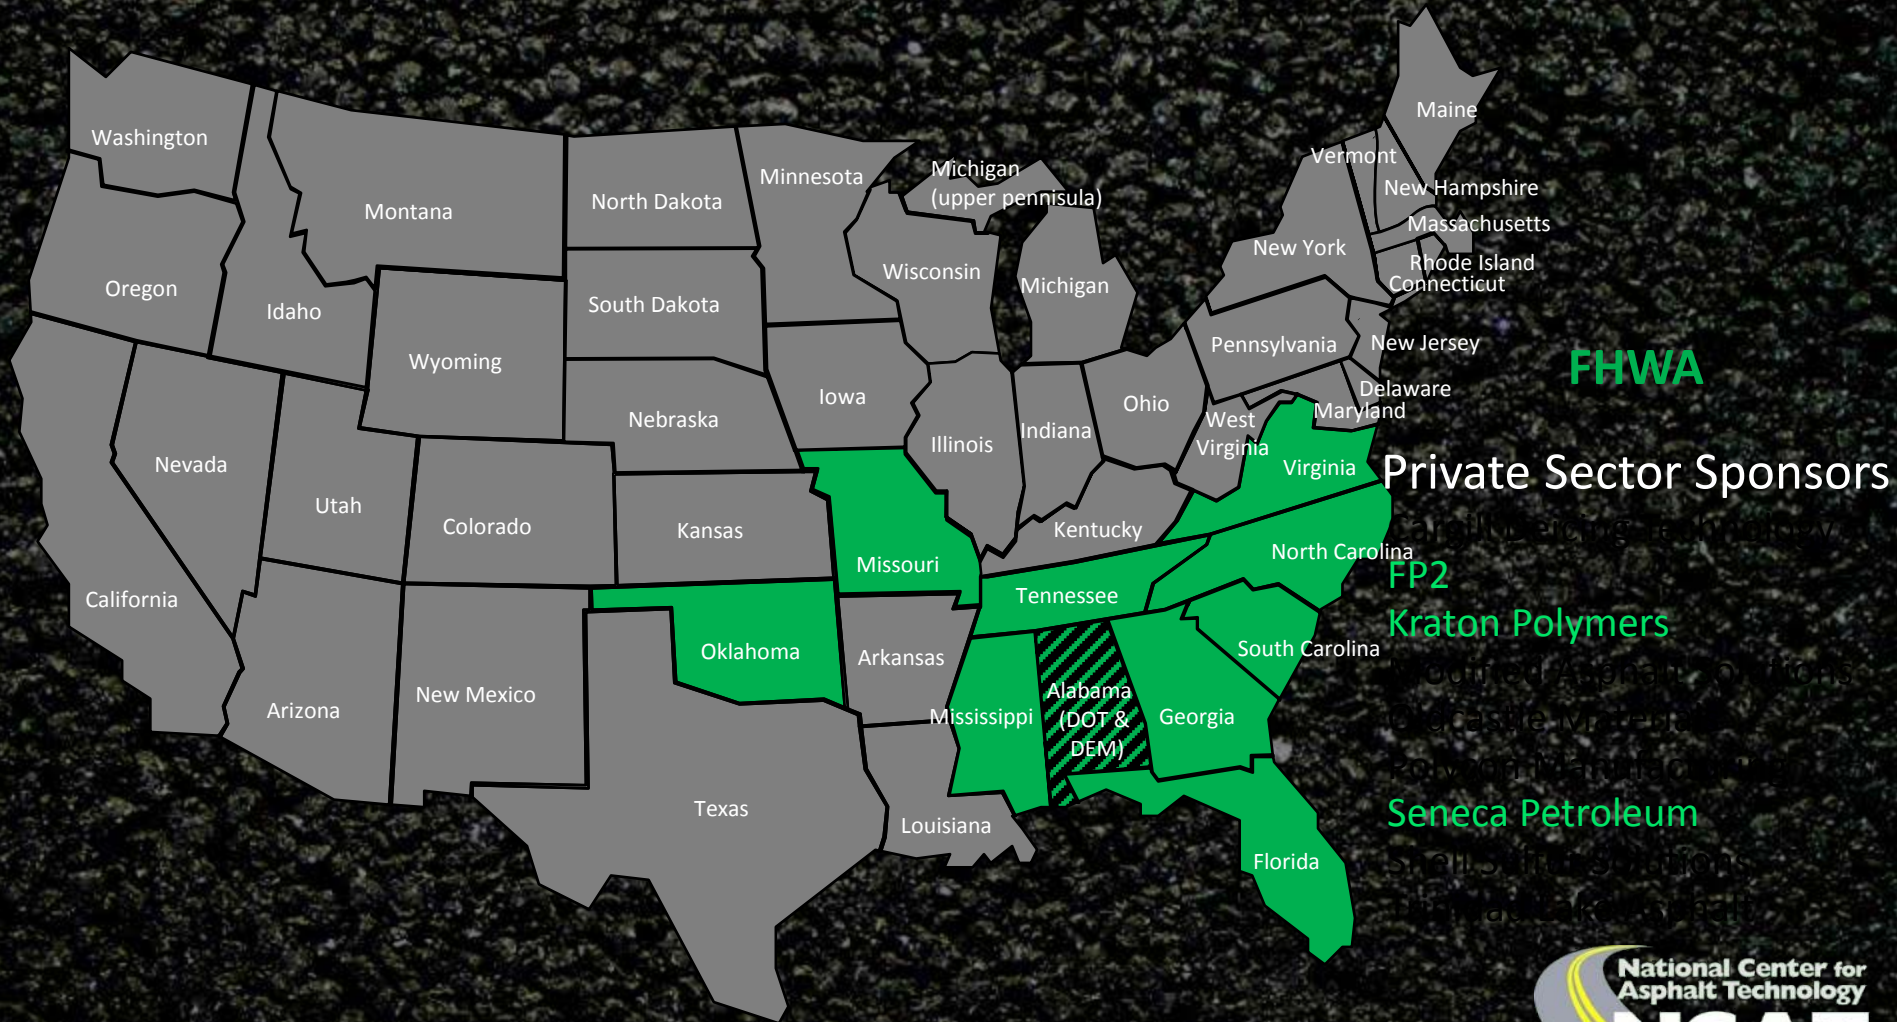 Washington
Oregon
California
Nevada
Idaho
Montana
Wyoming
Utah
Arizona
Colorado
New Mexico
North Dakota
South Dakota
Nebraska
Kansas
Oklahoma
Texas
Minnesota
Iowa
Missouri
Arkansas
Louisiana
Wisconsin
Illinois
Michigan
(upper pennisula)
Michigan
Indiana
Ohio
Kentucky
Tennessee
Mississippi
Alabama
(DOT &
DEM)
Georgia
Florida
South Carolina
North Carolina
Virginia
West
Virginia
Maryland
Delaware
Pennsylvania
New Jersey
New York
Connecticut
Rhode Island
Massachusetts
New Hampshire
Vermont
Maine
FHWA
Private Sector Sponsors
FP2
Kraton Polymers
Modified Asphalt Solutions
Seneca Petroleum
National Center for
Asphalt Technology
NCAT